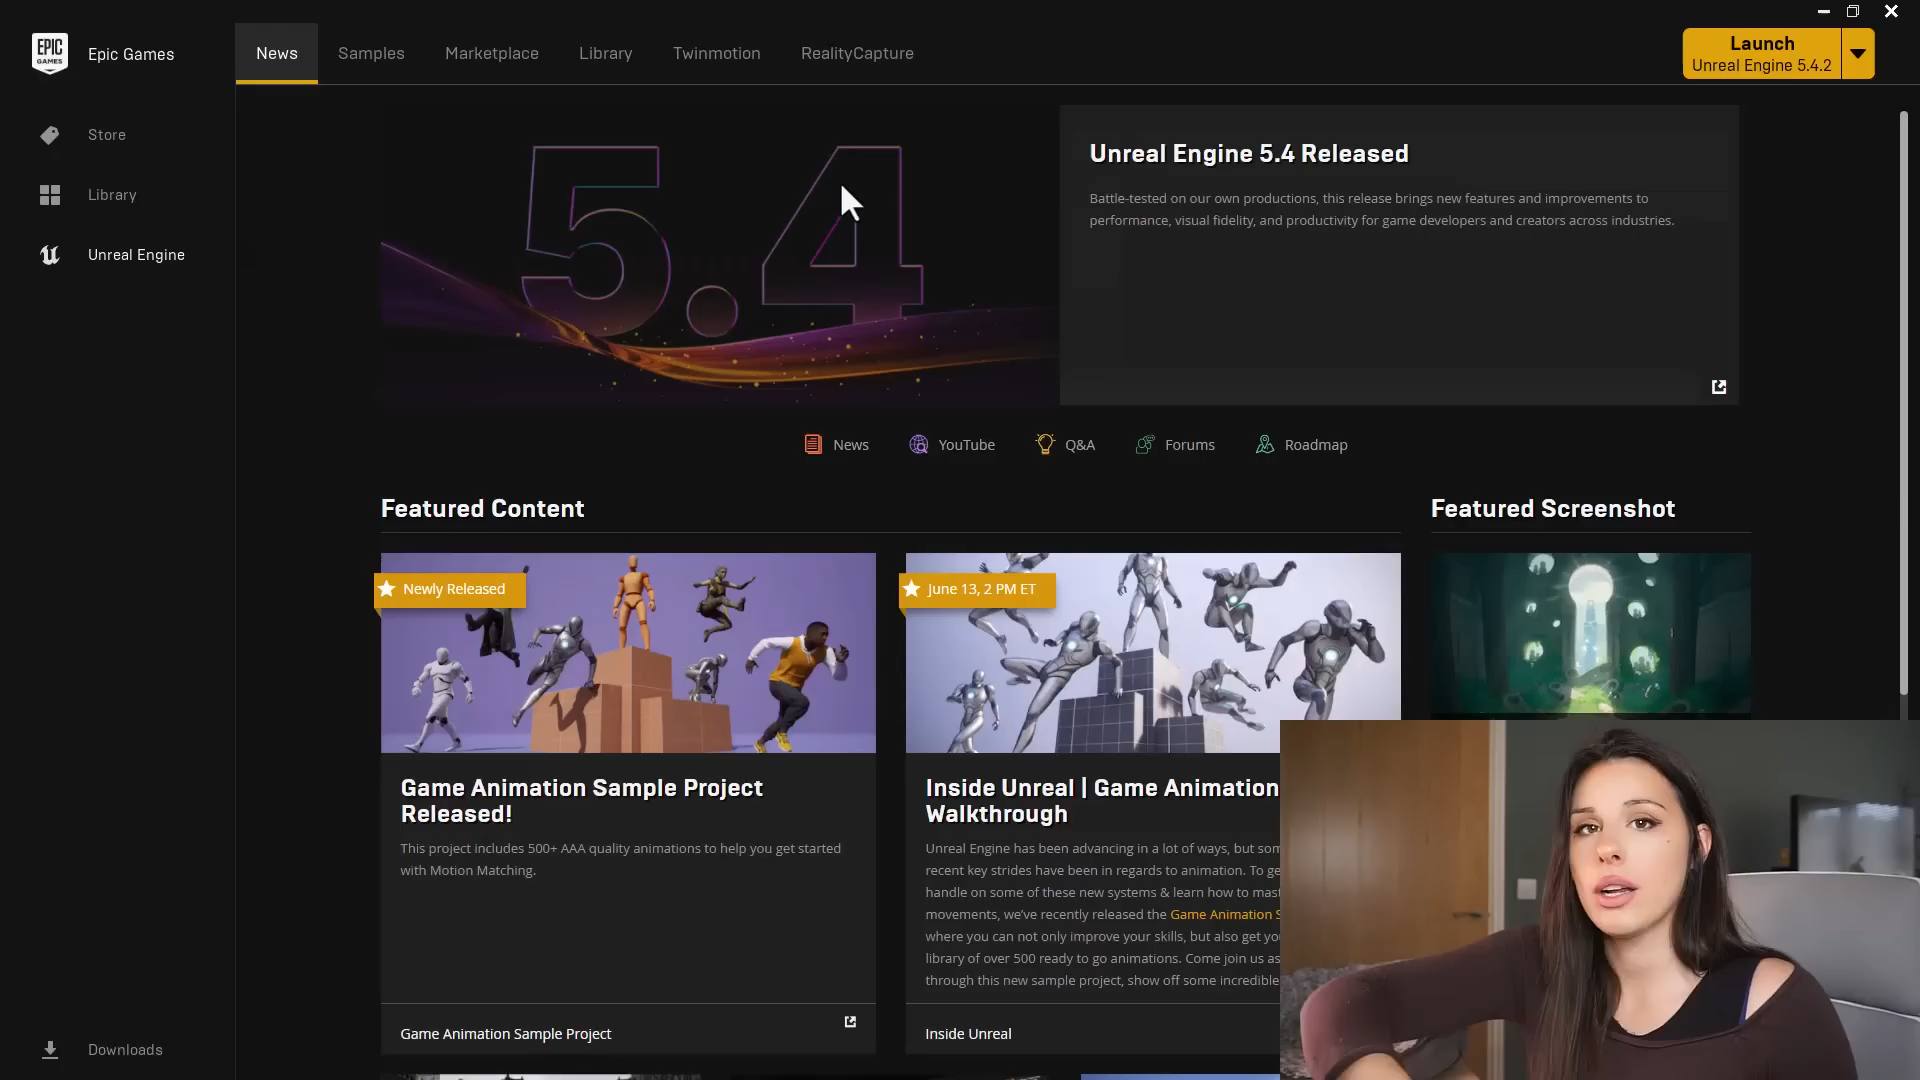 EPIC
GAMES
Epic Games
News
Samples
Marketplace
Library
Twinmotion
RealityCapture
Launch
Unreal Engine 5.4.2
Store
Library
Unreal Engine
Downloads
5.4
Unreal Engine 5.4 Released
Battle-tested on our own productions, this release brings new features and improvements to
performance, visual fidelity, and productivity for game developers and creators across industries.
News
YouTube
Q&A
Forums
Roadmap
Featured Content
Featured Screenshot
Newly Released
Game Animation Sample Project
Released!
This project includes 500+ AAA quality animations to help you get started
with Motion Matching.
Game Animation Sample Project
June 13, 2 PM ET
Inside Unreal | Game Animation
Walkthrough
Unreal Engine has been advancing in a lot of ways, but
recent key strides have been in regards to animation. To
handle on some of these new systems & learn how to
movements, we've recently released the Game Animation
where you can not only improve your skills, but also get
library of over 500 ready to go animations. Come join us
through this new sample project, show off some incredible
Inside Unreal